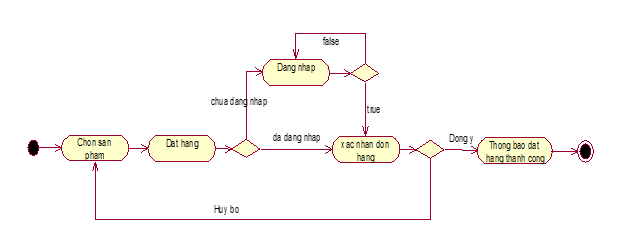 false
Dang nhap
chua dang nhap
true
Chon san
pham
Dat hang
da dang nhap
xac nhan don
hang
Dong y
Thong bao dat
hang thanh cong
Huy bo